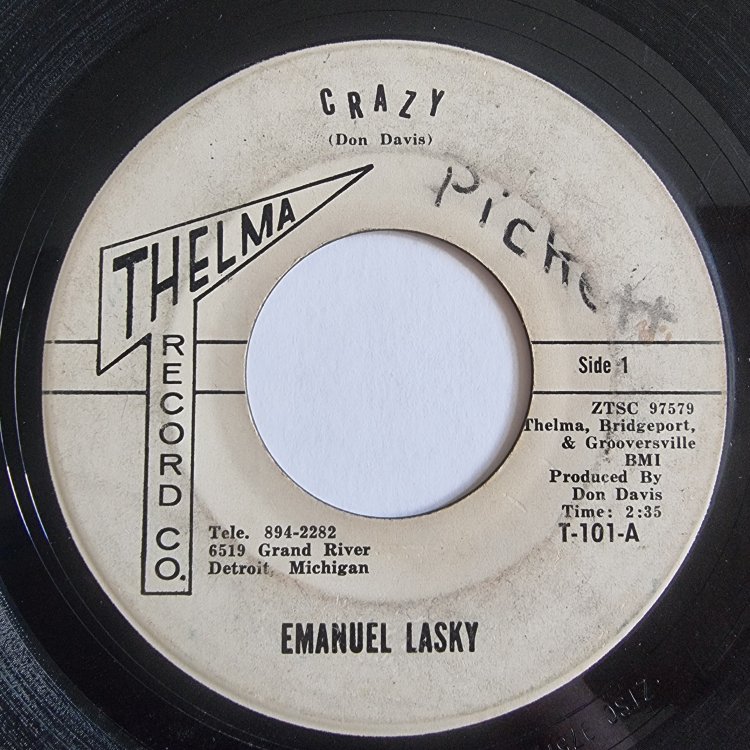 CRAZY
(Don Davis)
Pickett
THELMA
RECORD CO.
Side 1
ZTSC 97579
Thelma, Bridgeport,
& Grooversville
BMI
Produced By
Don Davis
Time: 2:35
T-101-A
Tele. 894-2282
6519 Grand River
Detroit, Michigan
EMANUEL LASKY